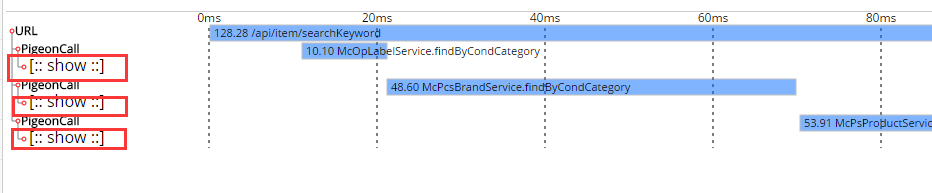 0ms 20ms 40ms 60ms 80ms
URL 128.28 /api/item/searchKeyword
PigeonCall 10.10 McOpLabelService.findByCondCategory
[:: show ::]
PigeonCall 48.60 McPcsBrandService.findByCondCategory
[:: show ::]
PigeonCall 53.91 McPsProductServic
[:: show ::]